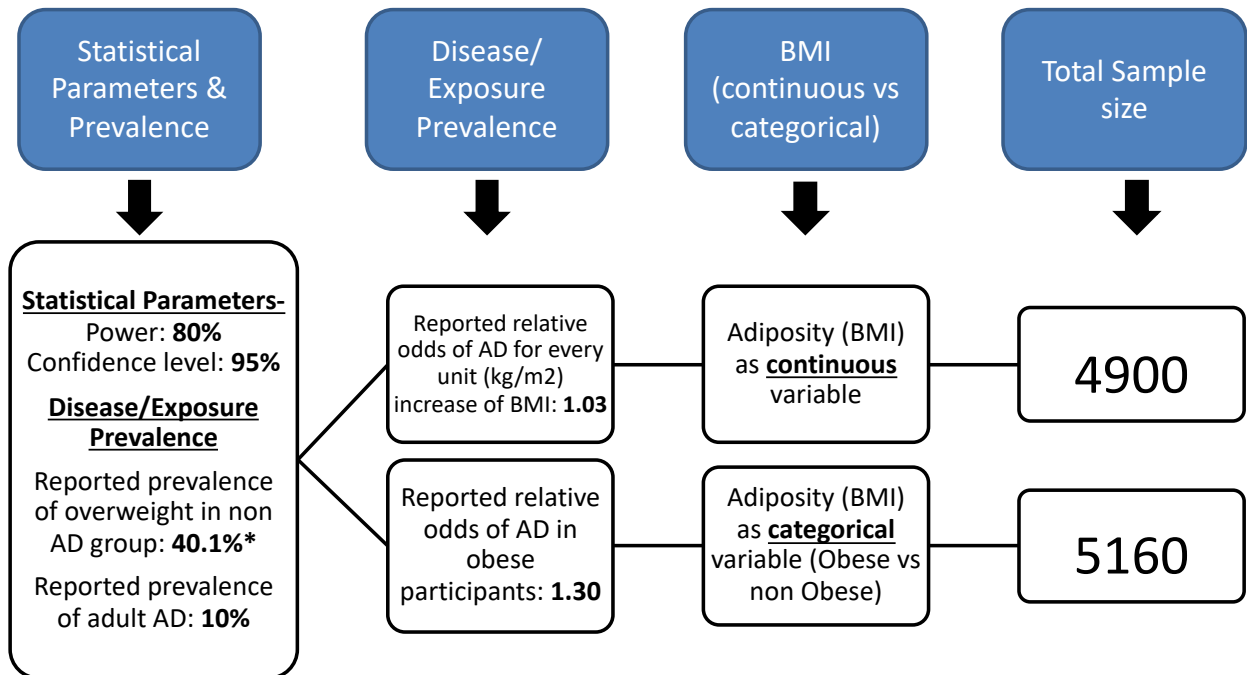 Statistical
Parameters &
Prevalence
Disease/
Exposure
Prevalence
BMI
(continuous vs
categorical)
Total Sample
size
Statistical Parameters-
Power: 80%
Confidence level: 95%
Disease/Exposure
Prevalence
Reported prevalence
of overweight in non
AD group: 40.1%*
Reported prevalence
of adult AD: 10%
Reported relative
odds of AD for every
unit (kg/m2)
increase of BMI: 1.03
Adiposity (BMI)
as continuous
variable
4900
Reported relative
odds of AD in
obese
participants: 1.30
Adiposity (BMI)
as categorical
variable (Obese vs
non Obese)
5160